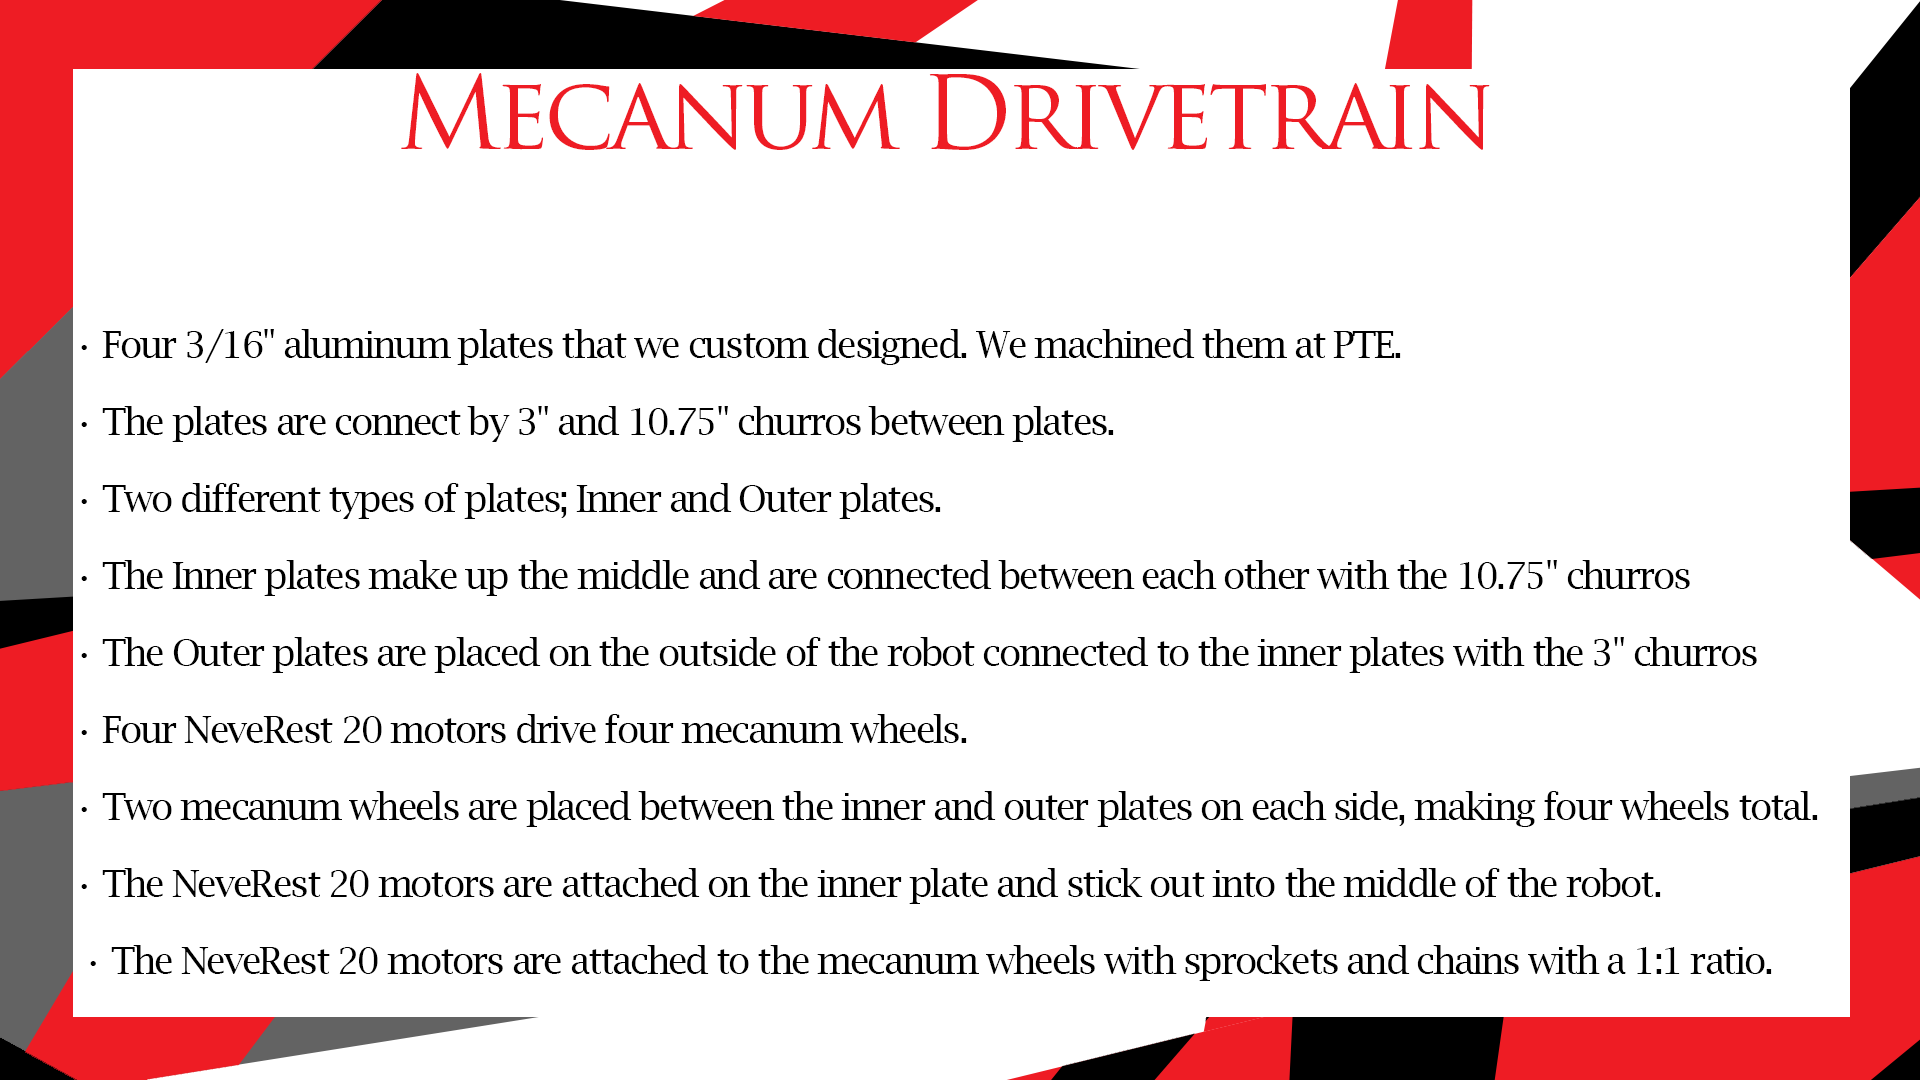 Mecanum Drivetrain
· Four 3/16" aluminum plates that we custom designed. We machined them at PTE.
· The plates are connect by 3" and 10.75" churros between plates.
· Two different types of plates; Inner and Outer plates.
· The Inner plates make up the middle and are connected between each other with the 10.75" churros
· The Outer plates are placed on the outside of the robot connected to the inner plates with the 3" churros
· Four NeveRest 20 motors drive four mecanum wheels.
· Two mecanum wheels are placed between the inner and outer plates on each side, making four wheels total.
· The NeveRest 20 motors are attached on the inner plate and stick out into the middle of the robot.
· The NeveRest 20 motors are attached to the mecanum wheels with sprockets and chains with a 1:1 ratio.